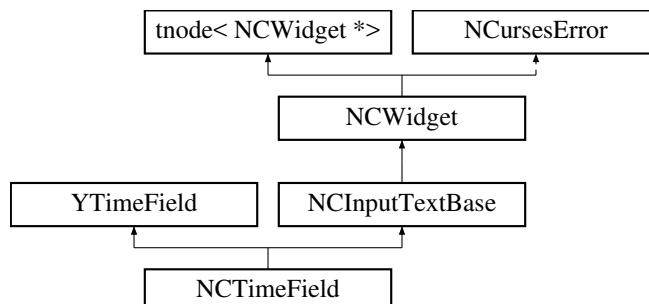 tnode< NCWidget *>
NCursesError
NCWidget
YTimeField
NCInputTextBase
NCTimeField